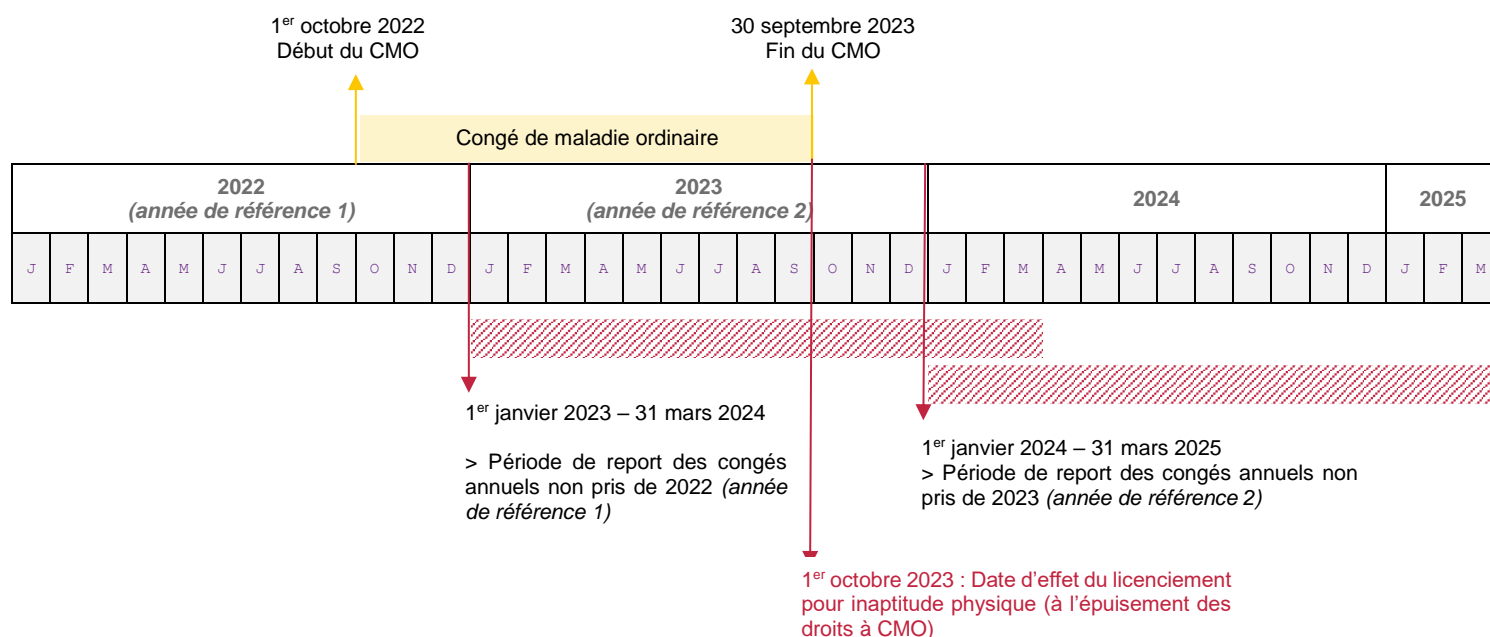 1er octobre 2022
Début du CMO
30 septembre 2023
Fin du CMO
Congé de maladie ordinaire
2022
(année de référence 1)
2023
(année de référence 2)
2024
2025
J F M A M J J A S O N D J F M A M J J A S O N D J F M A M J J A S O N D J F M
1er janvier 2023 – 31 mars 2024
> Période de report des congés
annuels non pris de 2022 (année
de référence 1)
1er janvier 2024 – 31 mars 2025
> Période de report des congés annuels non
pris de 2023 (année de référence 2)
1er octobre 2023 : Date d’effet du licenciement
pour inaptitude physique (à l’épuisement des
droits à CMO)